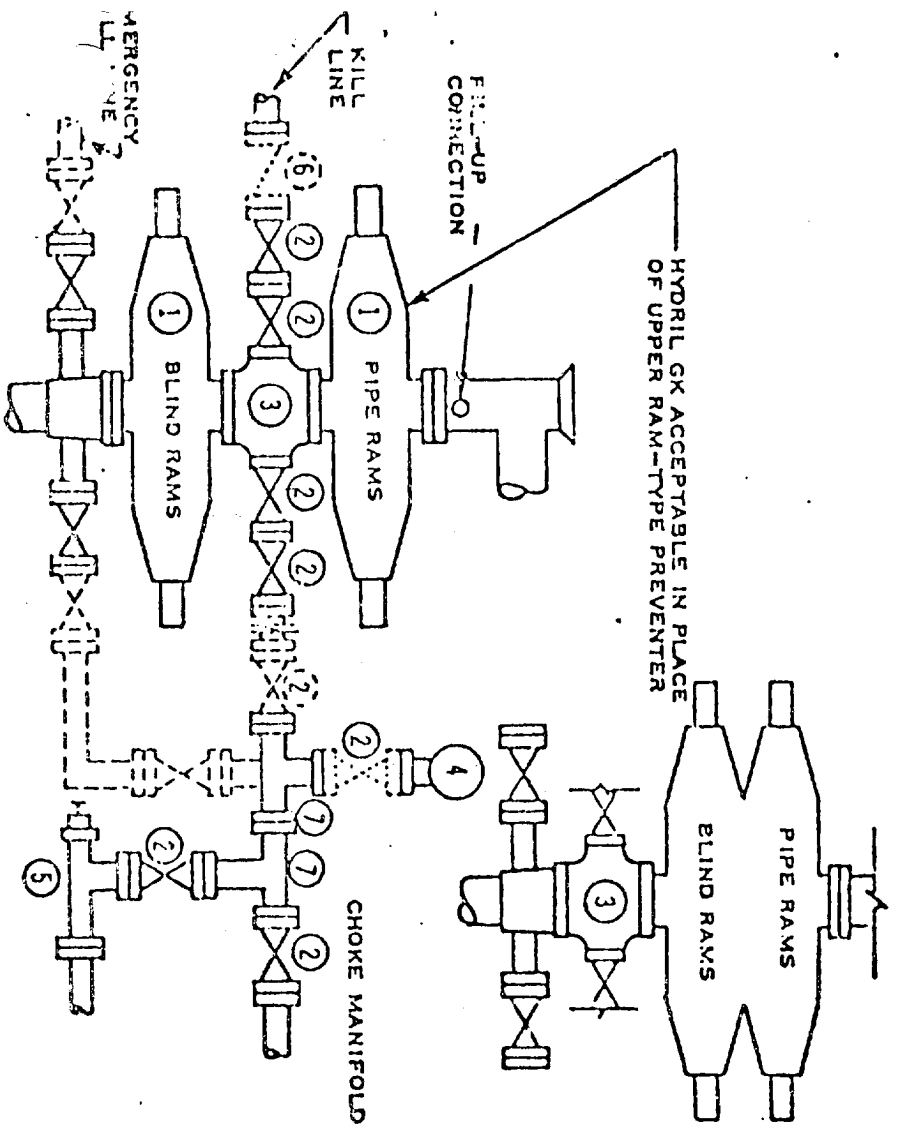 HYDRIL GK ACCEPTABLE IN PLACE
OF UPPER RAM-TYPE PREVENTER
CONNECTION
KILL
LINE
6
2
2
1
PIPE RAMS
3
2
2
2
1
BLIND RAMS
2
4
7
7
2
2
5
CHOKE MANIFOLD
PIPE RAMS
BLIND RAMS
3